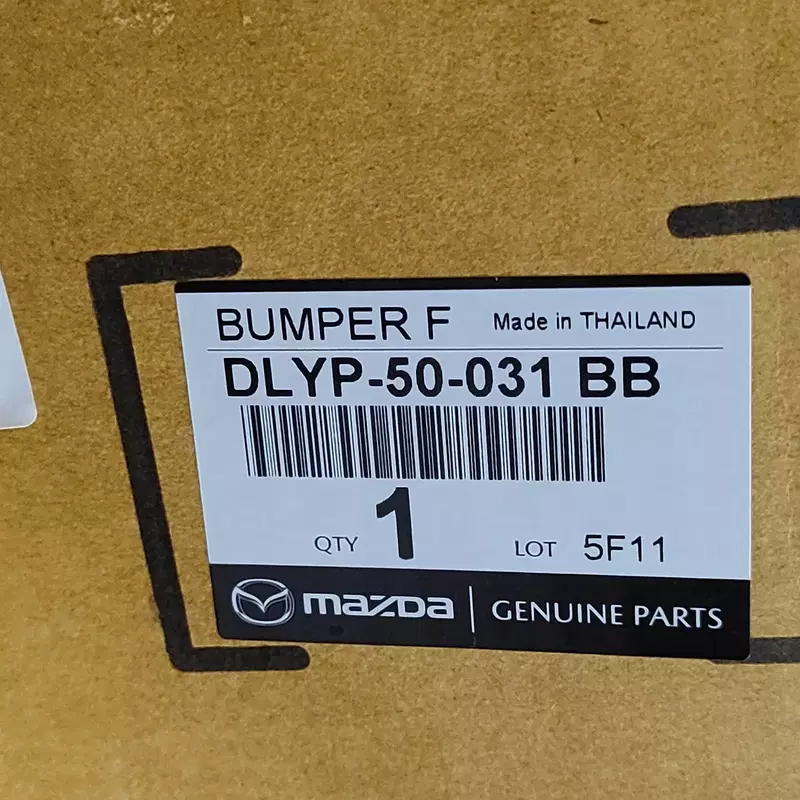 BUMPER F Made in THAILAND
DLYP-50-031 BB
QTY 1 LOT 5F11
mazda | GENUINE PARTS